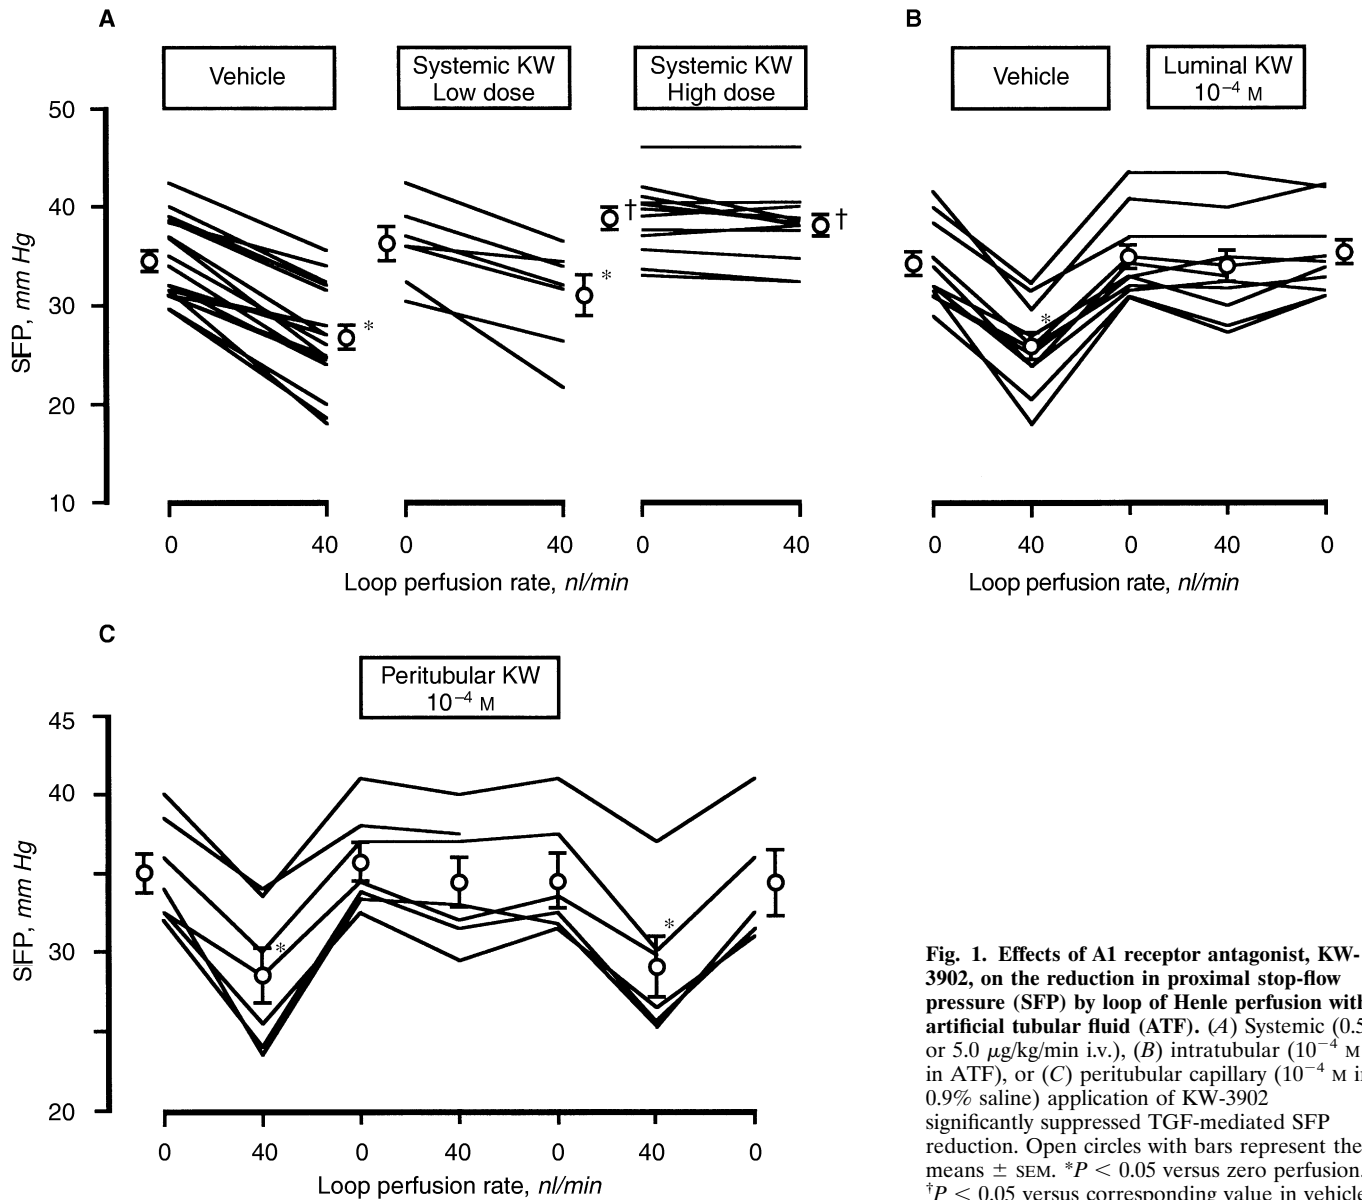 A
B
Vehicle
Systemic KW
Low dose
Systemic KW
High dose
Vehicle
Luminal KW
10⁻⁴ M
50
40
30
20
10
SFP, mm Hg
*
*
†
†
*
0
40
0
40
0
40
0
40
0
40
0
Loop perfusion rate, nl/min
Loop perfusion rate, nl/min
C
Peritubular KW
10⁻⁴ M
45
40
30
20
SFP, mm Hg
*
*
0
40
0
40
0
40
0
Loop perfusion rate, nl/min
Fig. 1. Effects of A1 receptor antagonist, KW-
3902, on the reduction in proximal stop-flow
pressure (SFP) by loop of Henle perfusion with
artificial tubular fluid (ATF). (A) Systemic (0.5
or 5.0 μg/kg/min i.v.), (B) intratubular (10⁻⁴ M
in ATF), or (C) peritubular capillary (10⁻⁴ M in
0.9% saline) application of KW-3902
significantly suppressed TGF-mediated SFP
reduction. Open circles with bars represent the
means ± SEM. *P < 0.05 versus zero perfusion,
†P < 0.05 versus corresponding value in vehicle